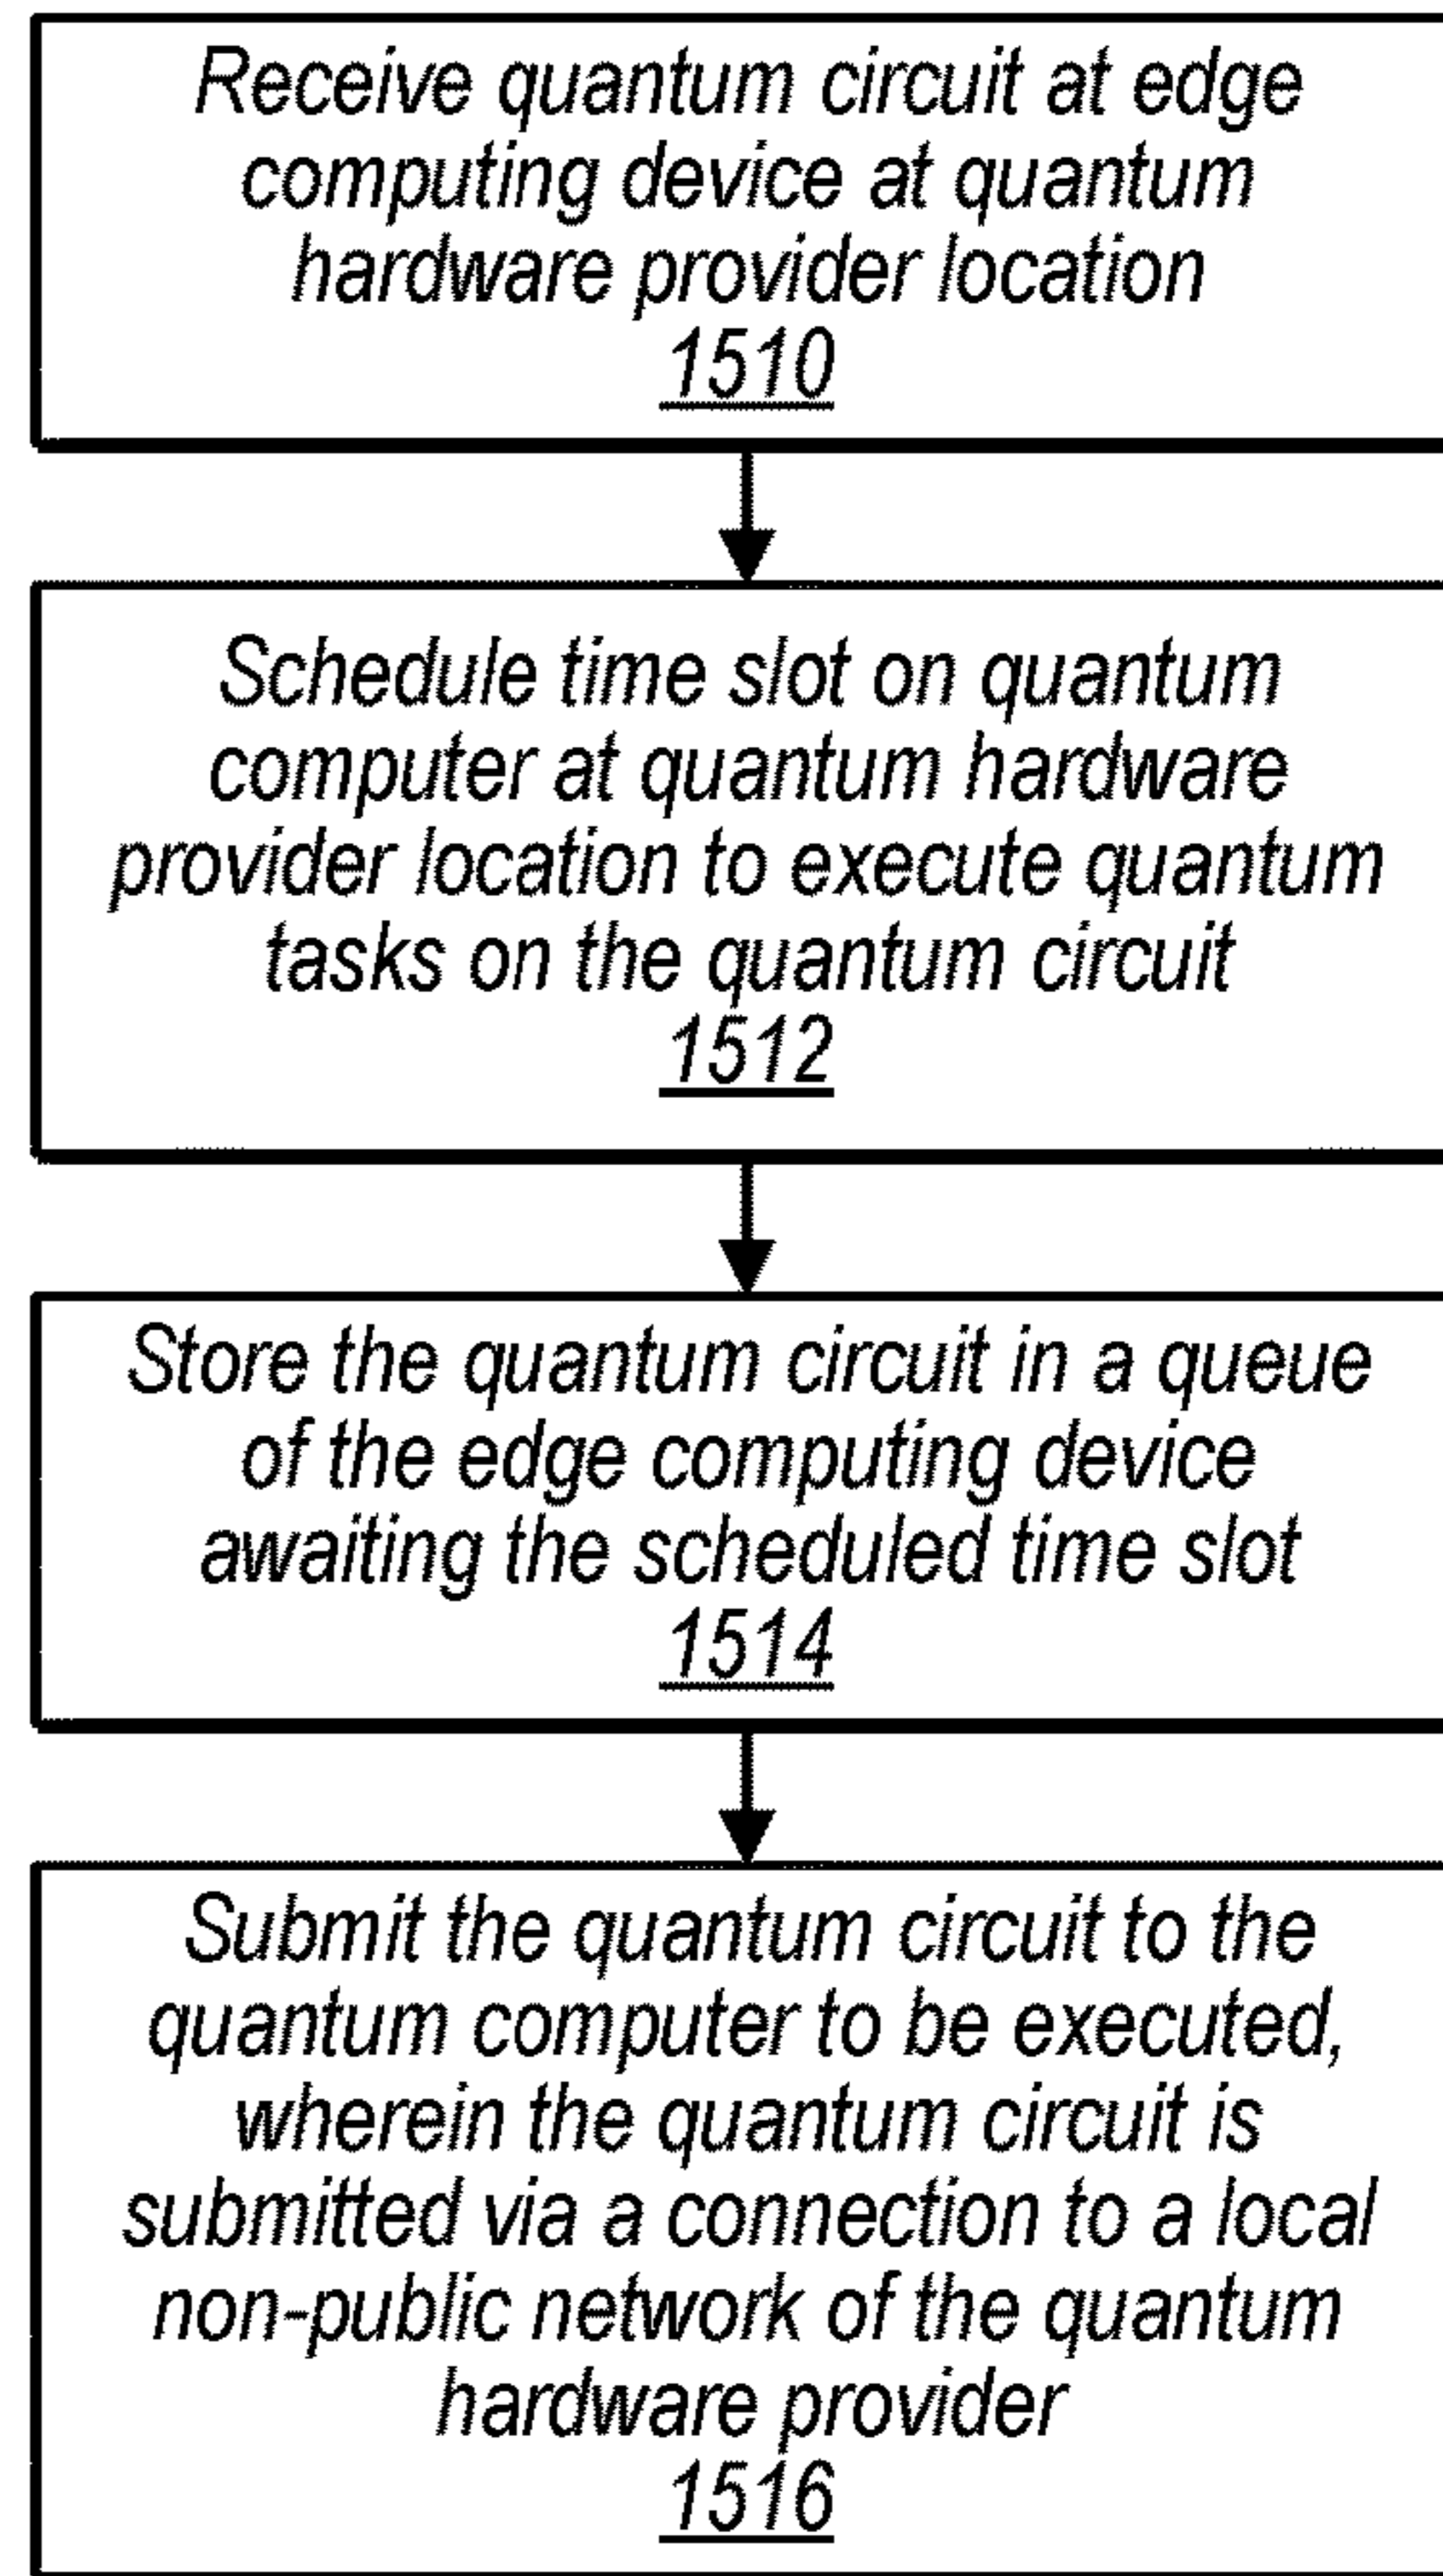 Receive quantum circuit at edge
computing device at quantum
hardware provider location
1510
Schedule time slot on quantum
computer at quantum hardware
provider location to execute quantum
tasks on the quantum circuit
1512
Store the quantum circuit in a queue
of the edge computing device
awaiting the scheduled time slot
1514
Submit the quantum circuit to the
quantum computer to be executed,
wherein the quantum circuit is
submitted via a connection to a local
non-public network of the quantum
hardware provider
1516